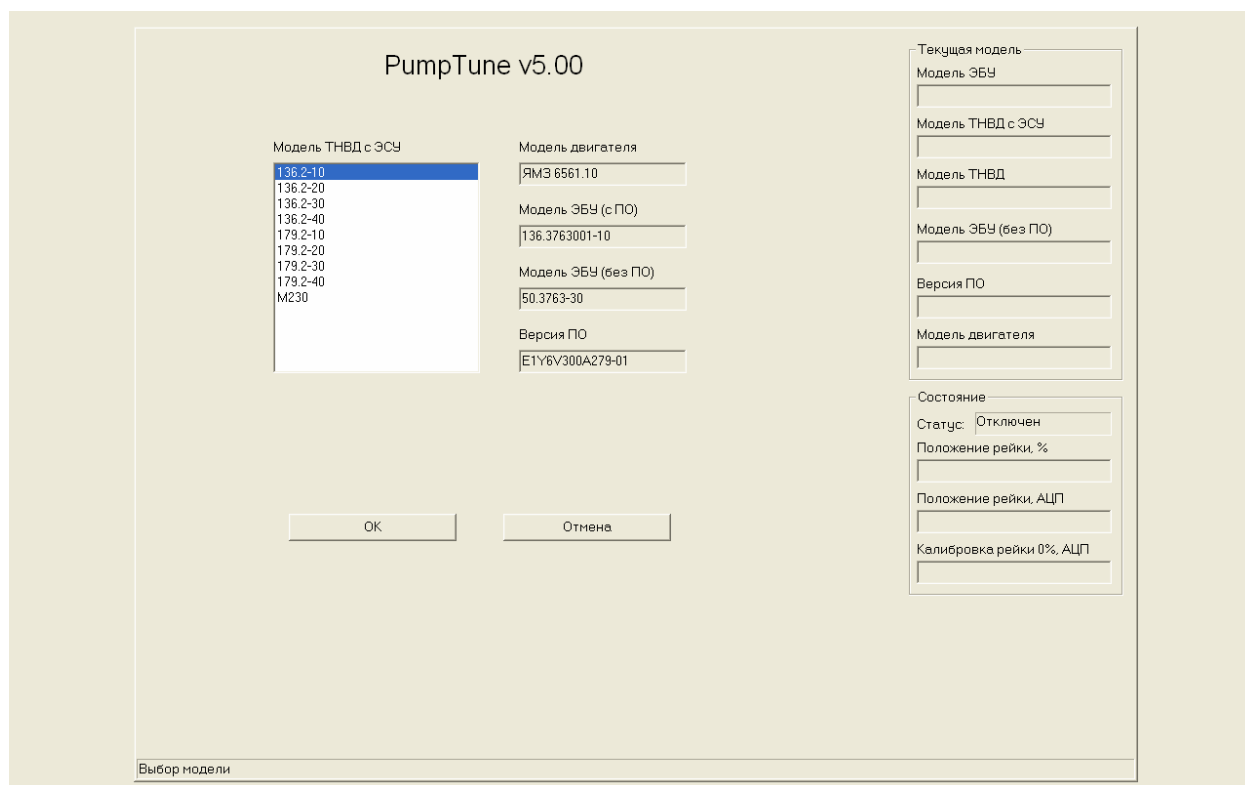 PumpTune v5.00
Модель ТНВД с ЭСУ
136.2-10
136.2-20
136.2-30
136.2-40
179.2-10
179.2-20
179.2-30
179.2-40
M230
Модель двигателя
ЯМЗ 6561.10
Модель ЭБУ (с ПО)
136.3763001-10
Модель ЭБУ (без ПО)
50.3763-30
Версия ПО
E1Y6V300A279-01
OK
Отмена
Текущая модель
Модель ЭБУ
Модель ТНВД с ЭСУ
Модель ТНВД
Модель ЭБУ (без ПО)
Версия ПО
Модель двигателя
Состояние
Статус: Отключен
Положение рейки, %
Положение рейки, АЦП
Калибровка рейки 0%, АЦП
Выбор модели